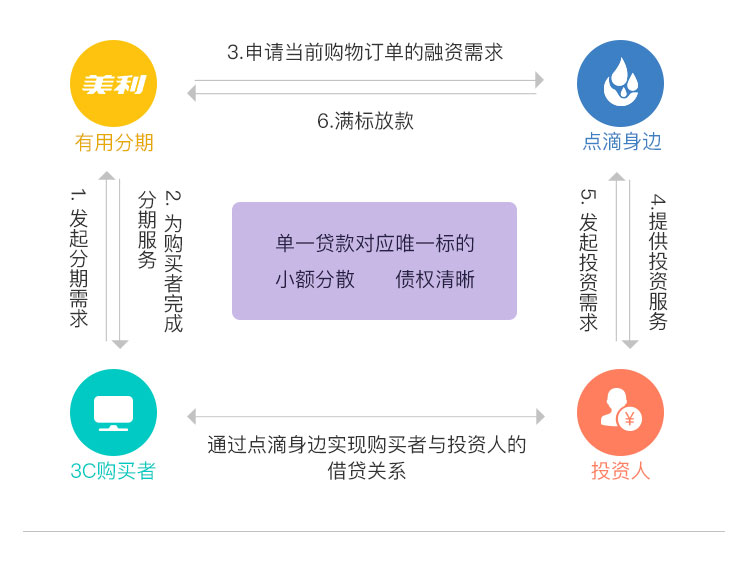 3.申请当前购物订单的融资需求
美利
6.满标放款
有用分期
点滴身边
1. 发起分期需求
2. 为购买者完成
分期服务
单一贷款对应唯一标的
小额分散 债权清晰
5. 发起投资需求
4.提供投资服务
¥
通过点滴身边实现购买者与投资人的
借贷关系
3C购买者
投资人